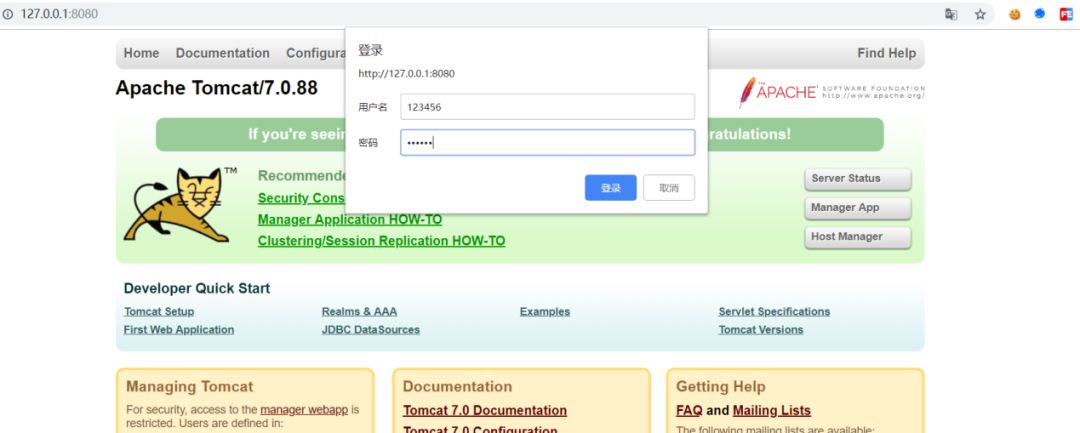 127.0.0.1:8080
登录
http://127.0.0.1:8080
用户名 123456
密码 ••••••
登录 取消
Home Documentation Configura Find Help
Apache Tomcat/7.0.88
THE APACHE SOFTWARE FOUNDATION
http://www.apache.org/
If you're seein ratulations!
TM
Recommende
Security Cons
Manager Application HOW-TO
Clustering/Session Replication HOW-TO
Server Status
Manager App
Host Manager
Developer Quick Start
Tomcat Setup
First Web Application
Realms & AAA
JDBC DataSources
Examples
Servlet Specifications
Tomcat Versions
Managing Tomcat
For security, access to the manager webapp is
restricted. Users are defined in:
Documentation
Tomcat 7.0 Documentation
Tomcat 7.0 Configuration
Getting Help
FAQ and Mailing Lists
The following mailing lists are available: